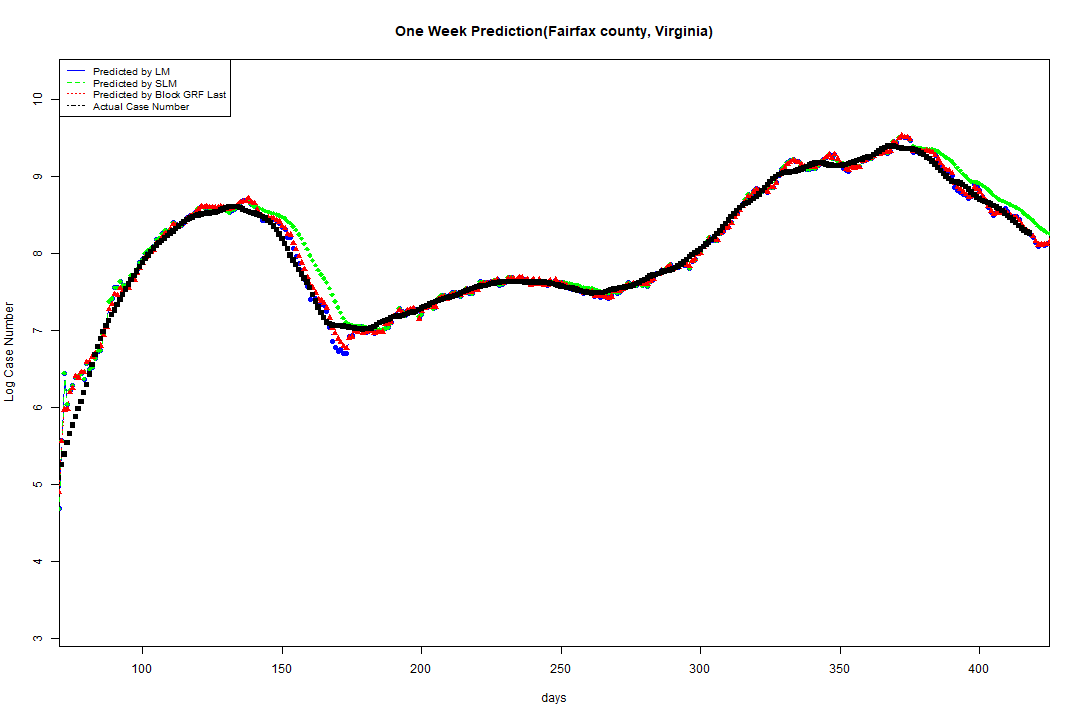 One Week Prediction(Fairfax county, Virginia)
Predicted by LM
Predicted by SLM
Predicted by Block GRF Last
Actual Case Number
10
9
8
7
6
5
4
3
Log Case Number
100 150 200 250 300 350 400
days